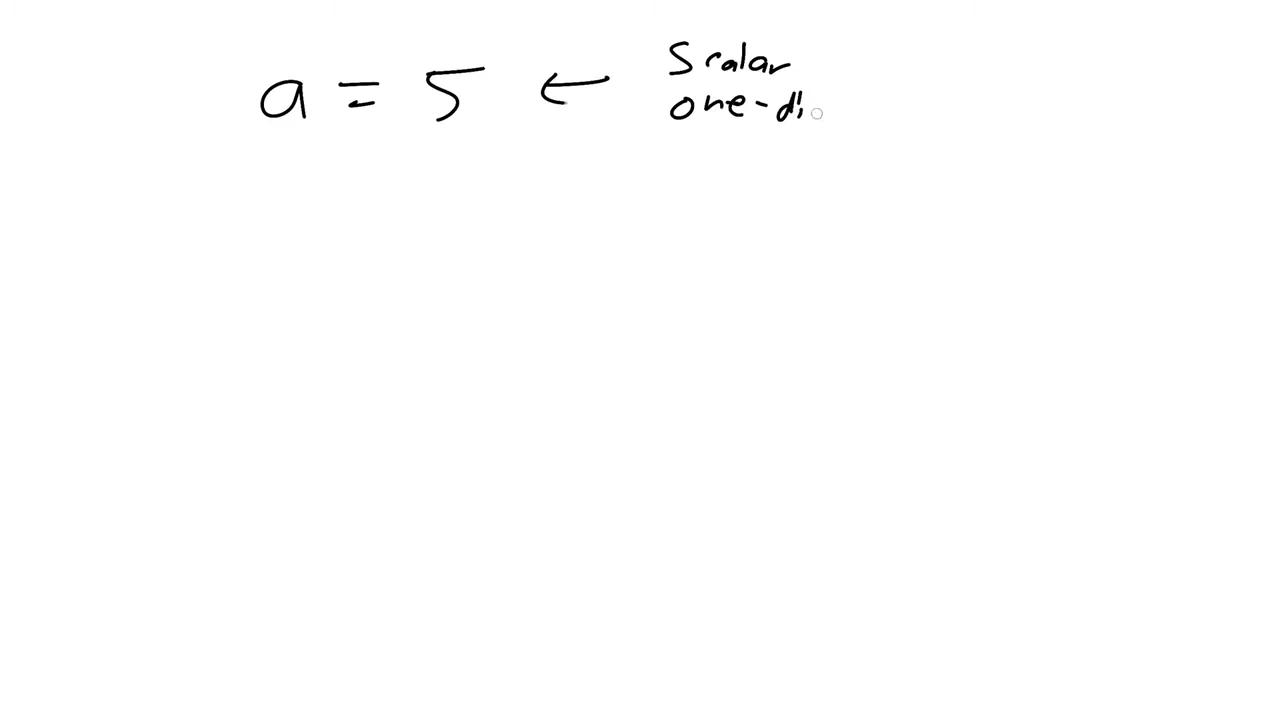 a = 5 ← Scalar
one-di